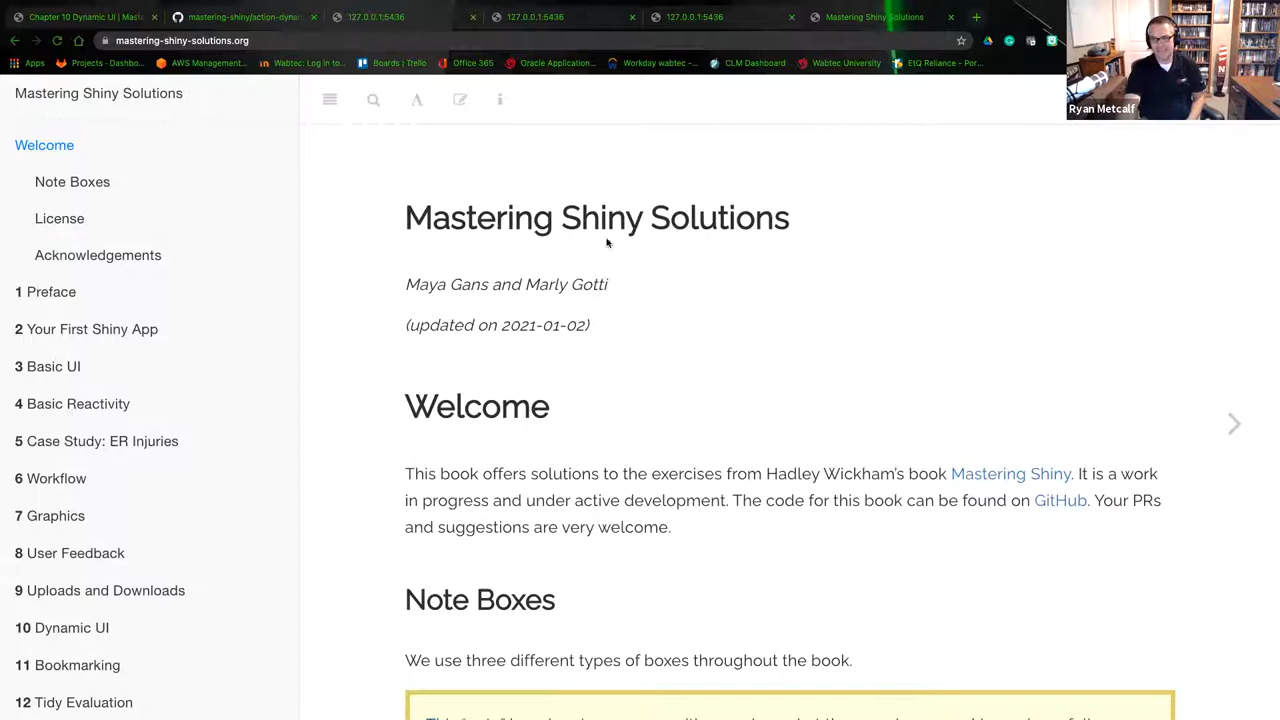 Chapter 10 Dynamic UI | Mast
mastering-shiny/action-dynam
127.0.0.1:5436
127.0.0.1:5436
127.0.0.1:5436
Mastering Shiny Solutions
mastering-shiny-solutions.org
Apps
Projects · Dashbo...
AWS Management...
Wabtec: Log in to...
Boards | Trello
Office 365
Oracle Application...
Workday wabtec -...
CLM Dashboard
Wabtec University
EtQ Reliance - Por...
Ryan Metcalf
Mastering Shiny Solutions
Welcome
Note Boxes
License
Acknowledgements
1 Preface
2 Your First Shiny App
3 Basic UI
4 Basic Reactivity
5 Case Study: ER Injuries
6 Workflow
7 Graphics
8 User Feedback
9 Uploads and Downloads
10 Dynamic UI
11 Bookmarking
12 Tidy Evaluation
Mastering Shiny Solutions
Maya Gans and Marly Gotti
(updated on 2021-01-02)
Welcome
This book offers solutions to the exercises from Hadley Wickham's book Mastering Shiny. It is a work
in progress and under active development. The code for this book can be found on GitHub. Your PRs
and suggestions are very welcome.
Note Boxes
We use three different types of boxes throughout the book.